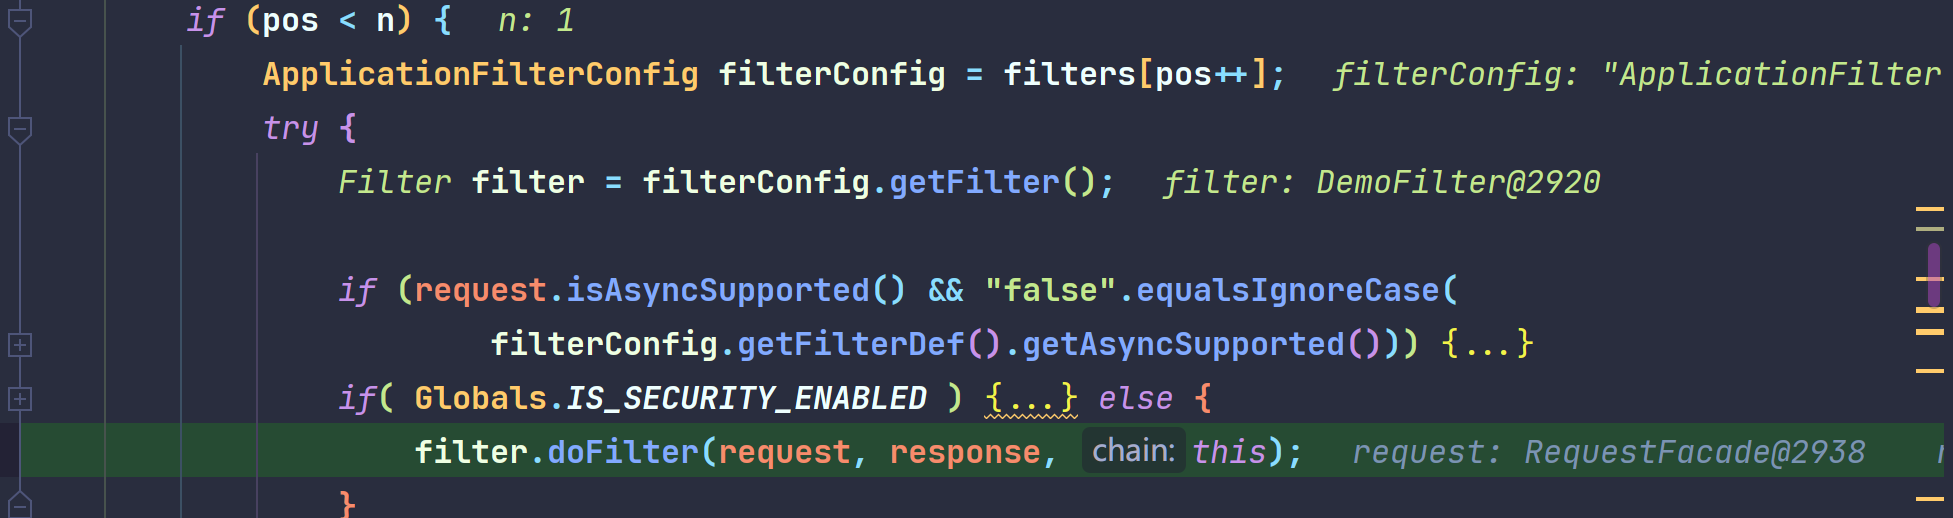 if (pos < n) {  n: 1
ApplicationFilterConfig filterConfig = filters[pos++];  filterConfig: "ApplicationFilter
try {
Filter filter = filterConfig.getFilter();  filter: DemoFilter@2920
if (request.isAsyncSupported() && "false".equalsIgnoreCase(
filterConfig.getFilterDef().getAsyncSupported())) {...}
if( Globals.IS_SECURITY_ENABLED ) {...} else {
filter.doFilter(request, response, chain: this);  request: RequestFacade@2938
}